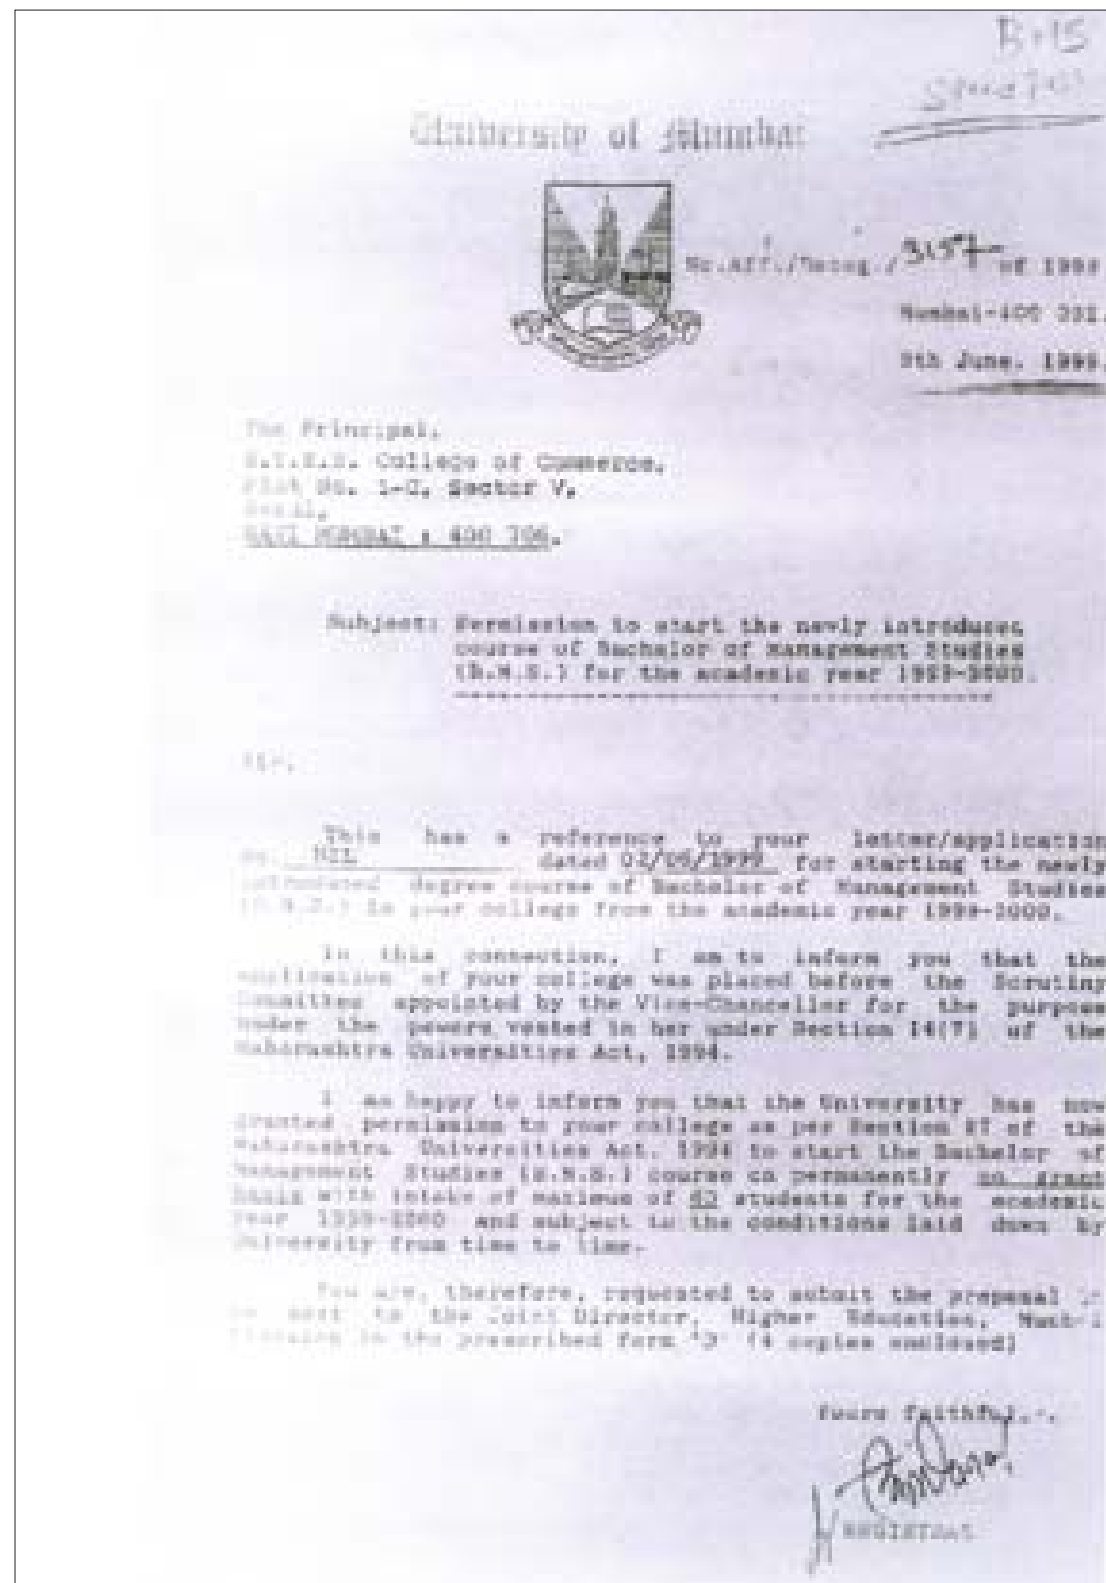 B-15
University of Mumbai
No.Aff./Recog./3157 of 1999
Mumbai-400 032.
9th June, 1999.
The Principal,
College of Commerce,
Plot No. 1-C, Sector V,
NAVI MUMBAI : 400 706.
Subject: Permission to start the newly introduced
course of Bachelor of Management Studies
(B.M.S.) for the academic year 1999-2000.
Sir,
This has a reference to your letter/application
No. NIL dated 02/06/1999 for starting the newly
introduced degree course of Bachelor of Management Studies
(B.M.S.) in your college from the academic year 1999-2000.
In this connection, I am to inform you that the
application of your college was placed before the Scrutiny
Committee appointed by the Vice-Chancellor for the purpose
under the powers vested in her under Section 14(7) of the
Maharashtra Universities Act, 1994.
I am happy to inform you that the University has now
granted permission to your college as per Section 87 of the
Maharashtra Universities Act, 1994 to start the Bachelor of
Management Studies (B.M.S.) course on permanently no grant
basis with intake of maximum of students for the academic
year 1999-2000 and subject to the conditions laid down by
University from time to time.
You are, therefore, requested to submit the proposal
to the Joint Director, Higher Education,
in the prescribed form (4 copies enclosed)
Yours
REGISTRAR